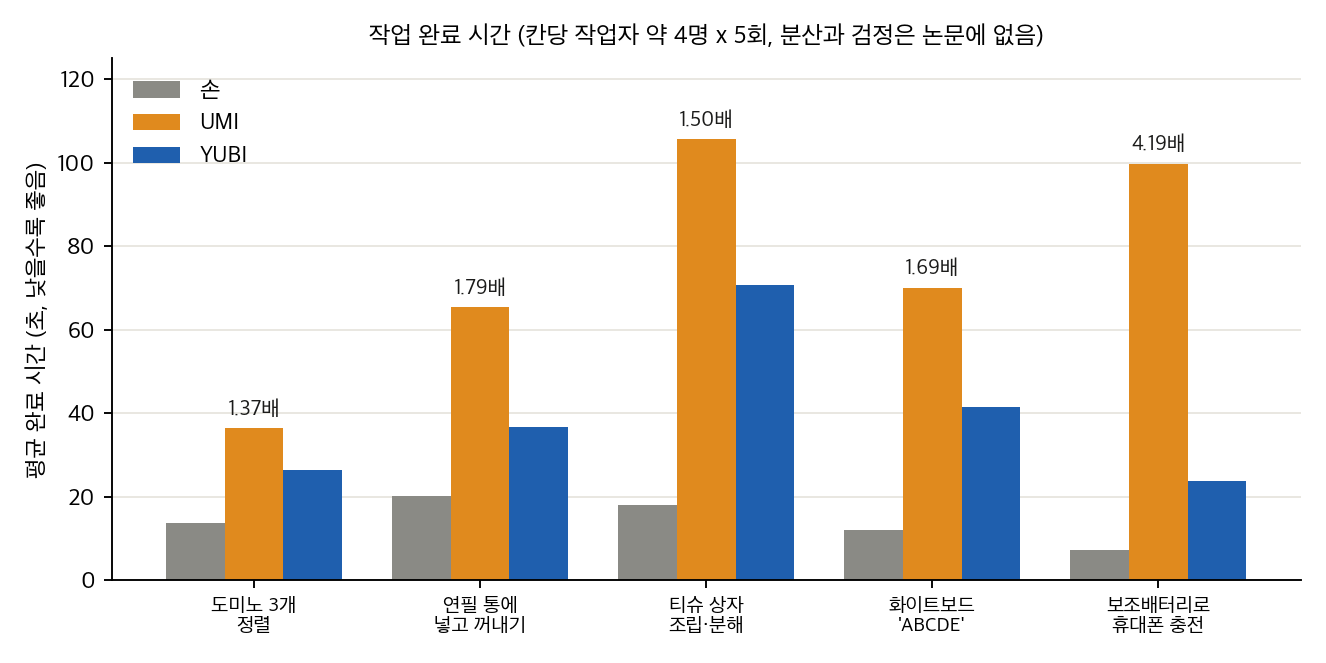 작업 완료 시간 (칸당 작업자 약 4명 x 5회, 분산과 검정은 논문에 없음)
손
UMI
YUBI
평균 완료 시간 (초, 낮을수록 좋음)
120
100
80
60
40
20
0
1.37배
1.79배
1.50배
1.69배
4.19배
도미노 3개
정렬
연필 통에
넣고 꺼내기
티슈 상자
조립·분해
화이트보드
'ABCDE'
보조배터리로
휴대폰 충전